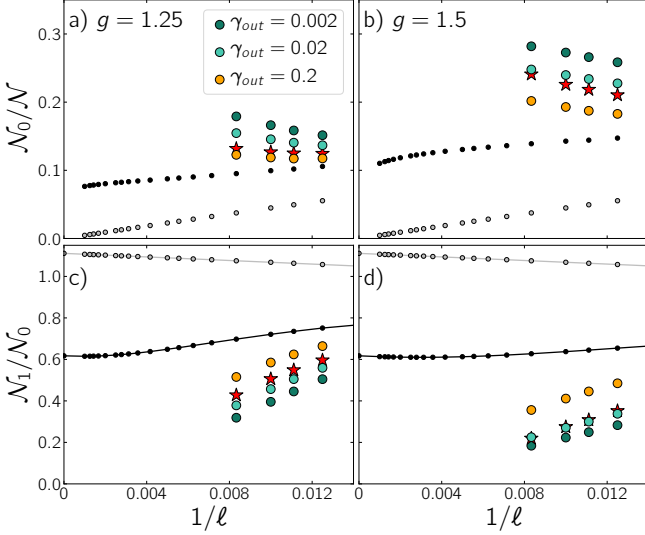 a) g = 1.25
γout = 0.002
γout = 0.02
γout = 0.2
b) g = 1.5
𝒩0/𝒩
0.3
0.2
0.1
0.0
c)
d)
𝒩1/𝒩0
1.0
0.8
0.6
0.4
0.2
0.0
0 0.004 0.008 0.012
0 0.004 0.008 0.012
1/ℓ
1/ℓ